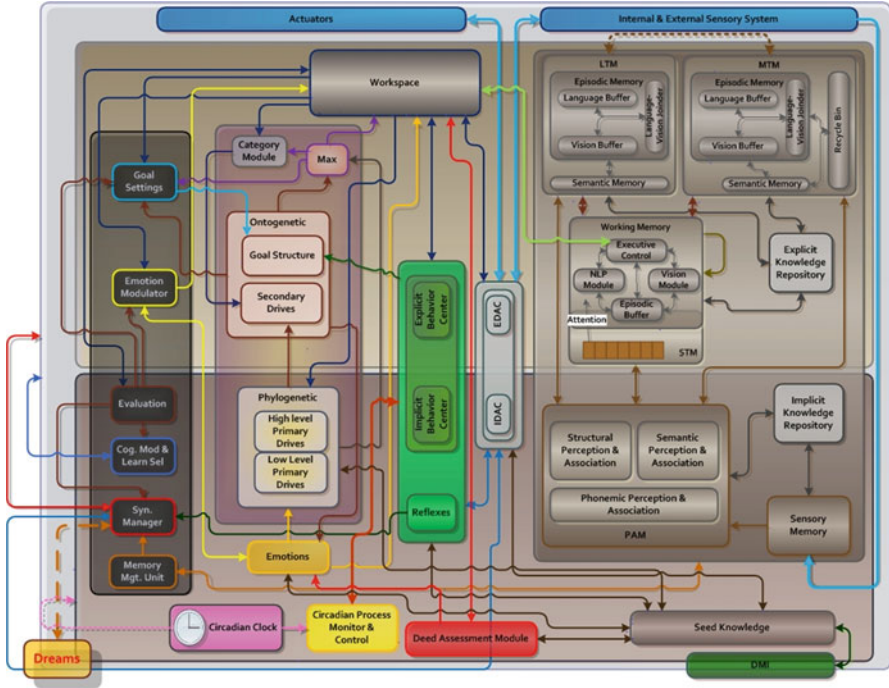 Actuators
Internal & External Sensory System
Workspace
LTM
MTM
Episodic Memory
Language Buffer
Language-
Vision Joinder
Vision Buffer
Semantic Memory
Episodic Memory
Language Buffer
Language-
Vision Joinder
Vision Buffer
Semantic Memory
Recycle Bin
Category
Module
Max
Goal
Settings
Ontogenetic
Goal Structure
Secondary
Drives
Emotion
Modulator
Working Memory
Executive
Control
NLP
Module
Vision
Module
Episodic
Buffer
Attention
STM
Explicit
Knowledge
Repository
Explicit
Behavior
Center
EDAC
Evaluation
Phylogenetic
High level
Primary
Drives
Low Level
Primary
Drives
Implicit
Behavior
Center
IDAC
Cog. Mod &
Learn Sel
Structural
Perception &
Association
Semantic
Perception &
Association
Phonemic Perception &
Association
PAM
Implicit
Knowledge
Repository
Syn.
Manager
Reflexes
Sensory
Memory
Memory
Mgt. Unit
Emotions
Circadian Clock
Circadian Process
Monitor &
Control
Deed Assessment Module
Seed Knowledge
Dreams
DMI